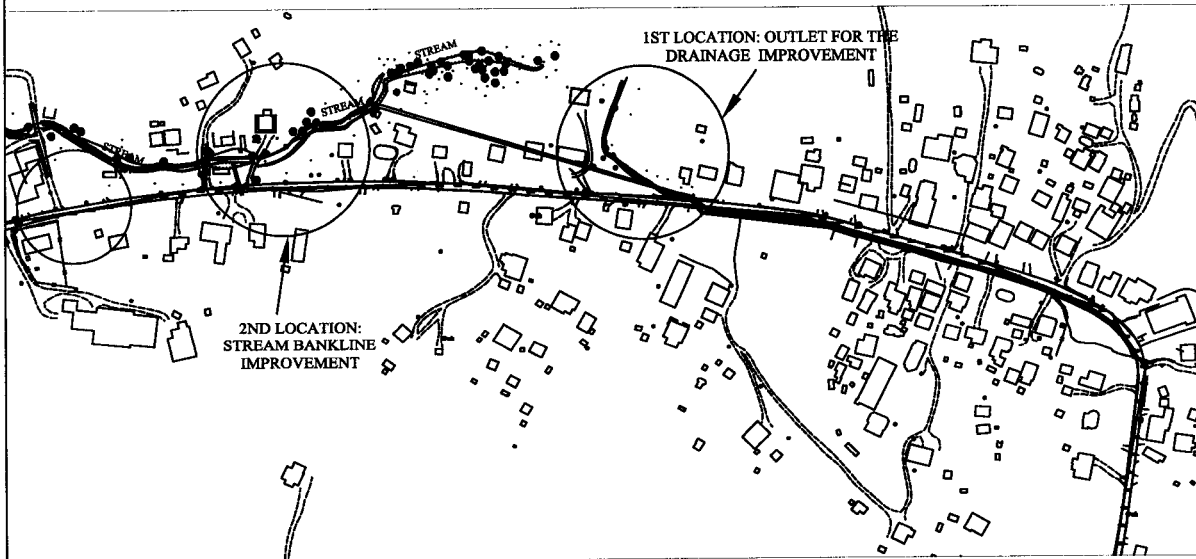 STREAM
1ST LOCATION: OUTLET FOR THE
DRAINAGE IMPROVEMENT
STREAM
STREAM
2ND LOCATION:
STREAM BANKLINE
IMPROVEMENT